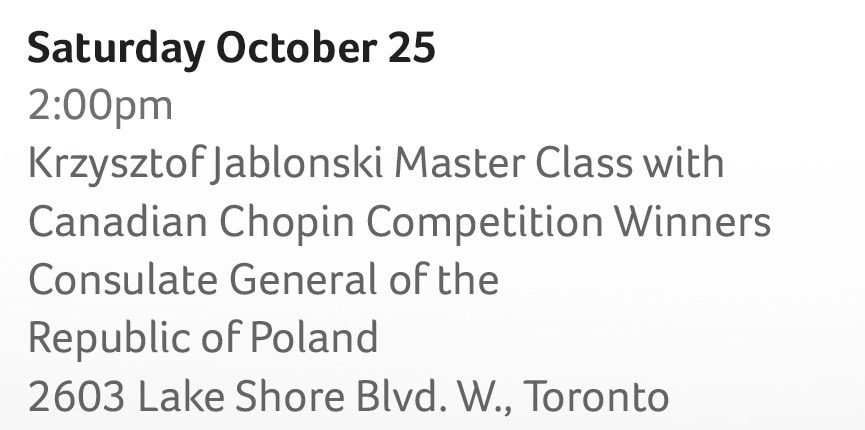 Saturday October 25
2:00pm
Krzysztof Jablonski Master Class with
Canadian Chopin Competition Winners
Consulate General of the
Republic of Poland
2603 Lake Shore Blvd. W., Toronto